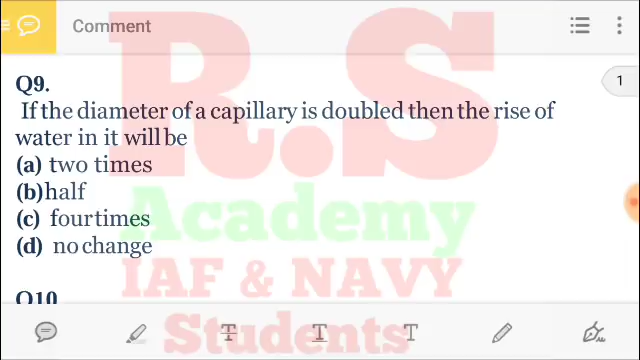 Comment
1
Q9.
If the diameter of a capillary is doubled then the rise of
water in it will be
(a) two times
(b)half
(c) fourtimes
(d) no change
Q10
R.S
Academy
IAF & NAVY
Students